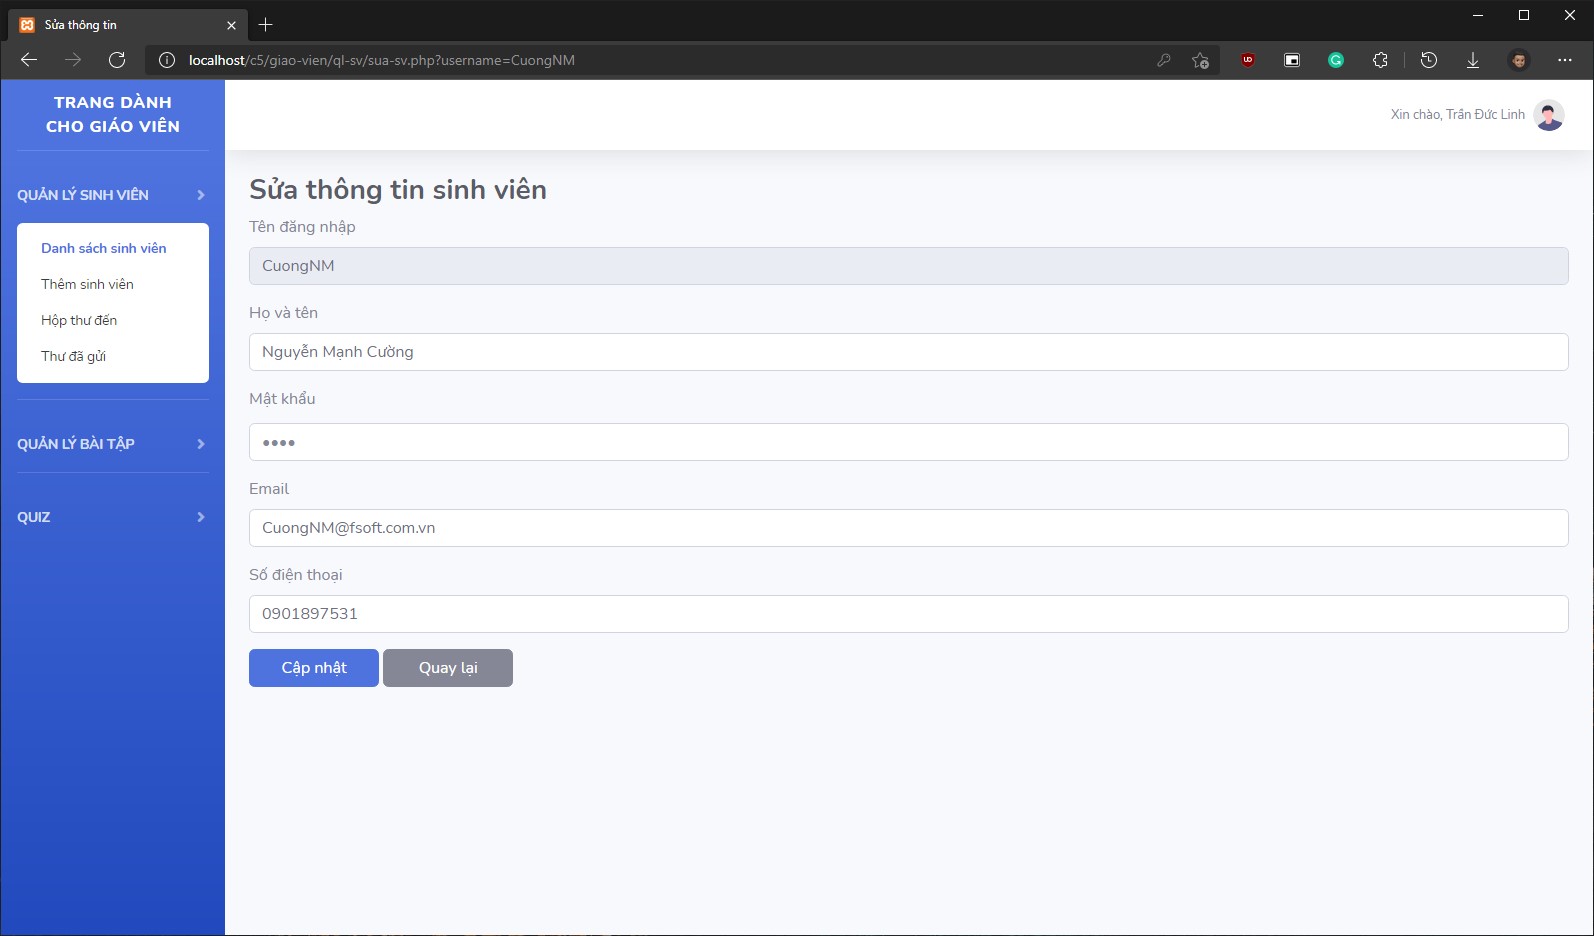 Sửa thông tin
localhost/c5/giao-vien/ql-sv/sua-sv.php?username=CuongNM
TRANG DÀNH
CHO GIÁO VIÊN
Xin chào, Trần Đức Linh
QUẢN LÝ SINH VIÊN
Danh sách sinh viên
Thêm sinh viên
Hộp thư đến
Thư đã gửi
QUẢN LÝ BÀI TẬP
QUIZ
Sửa thông tin sinh viên
Tên đăng nhập
CuongNM
Họ và tên
Nguyễn Mạnh Cường
Mật khẩu
••••
Email
CuongNM@fsoft.com.vn
Số điện thoại
0901897531
Cập nhật
Quay lại